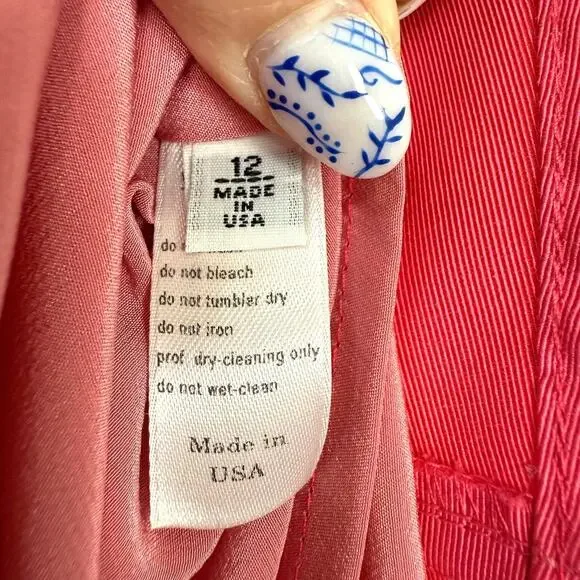 12
MADE
IN
USA
do
do not bleach
do not tumbler dry
do not iron
prof. dry-cleaning only
do not wet-clean
Made in
USA